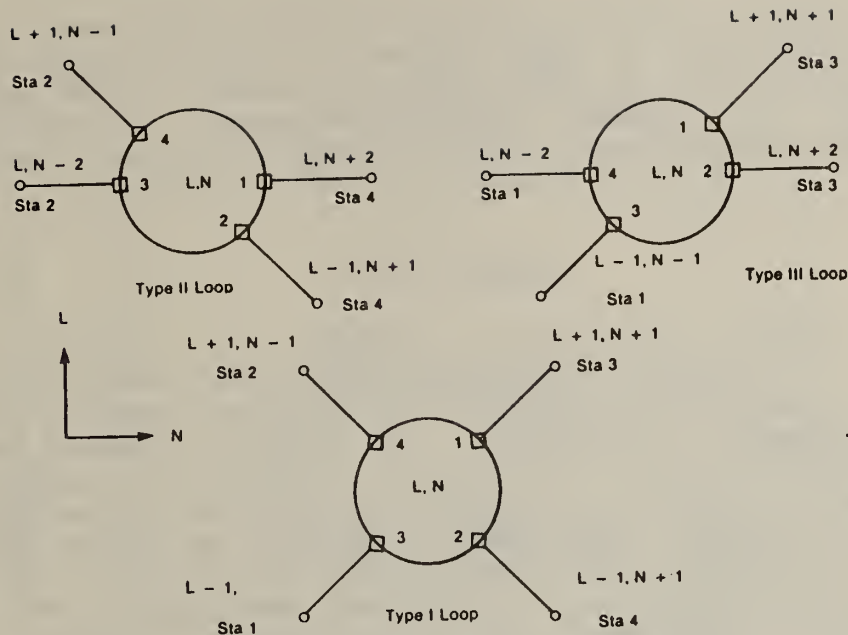 L + 1, N - 1
Sta 2
4
L, N - 2
3
L, N
1
L, N + 2
Sta 2
Sta 4
2
L - 1, N + 1
Sta 4
Type II Loop
L + 1, N + 1
Sta 3
1
L, N - 2
4
L, N
2
L, N + 2
Sta 1
Sta 3
3
L - 1, N - 1
Sta 1
Type III Loop
L
N
L + 1, N - 1
Sta 2
L + 1, N + 1
Sta 3
4
1
L, N
3
2
L - 1,
Sta 1
L - 1, N + 1
Sta 4
Type I Loop